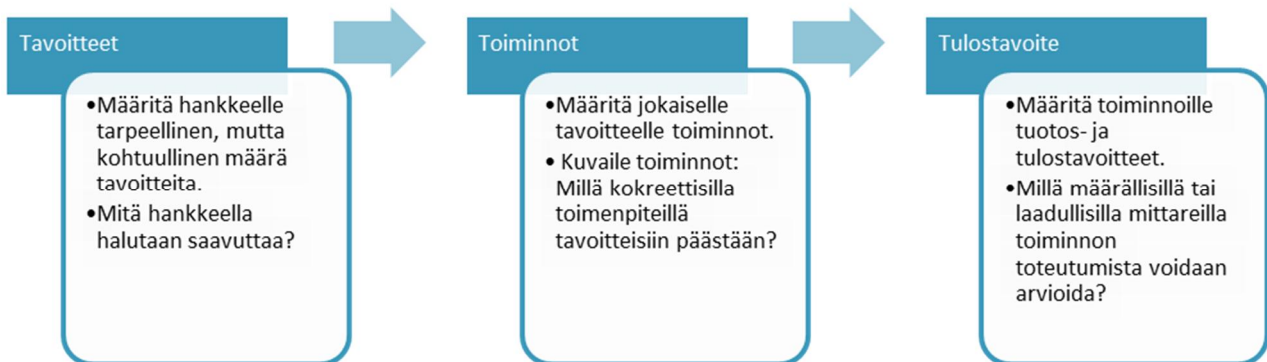 Tavoitteet
•Määritä hankkeelle
tarpeellinen, mutta
kohtuullinen määrä
tavoitteita.
•Mitä hankkeella
halutaan saavuttaa?
Toiminnot
•Määritä jokaiselle
tavoitteelle toiminnot.
• Kuvaile toiminnot:
Millä kokreettisilla
toimenpiteillä
tavoitteisiin päästään?
Tulostavoite
•Määritä toiminnoille
tuotos- ja
tulostavoitteet.
•Millä määrällisillä tai
laadullisilla mittareilla
toiminnon
toteutumista voidaan
arvioida?